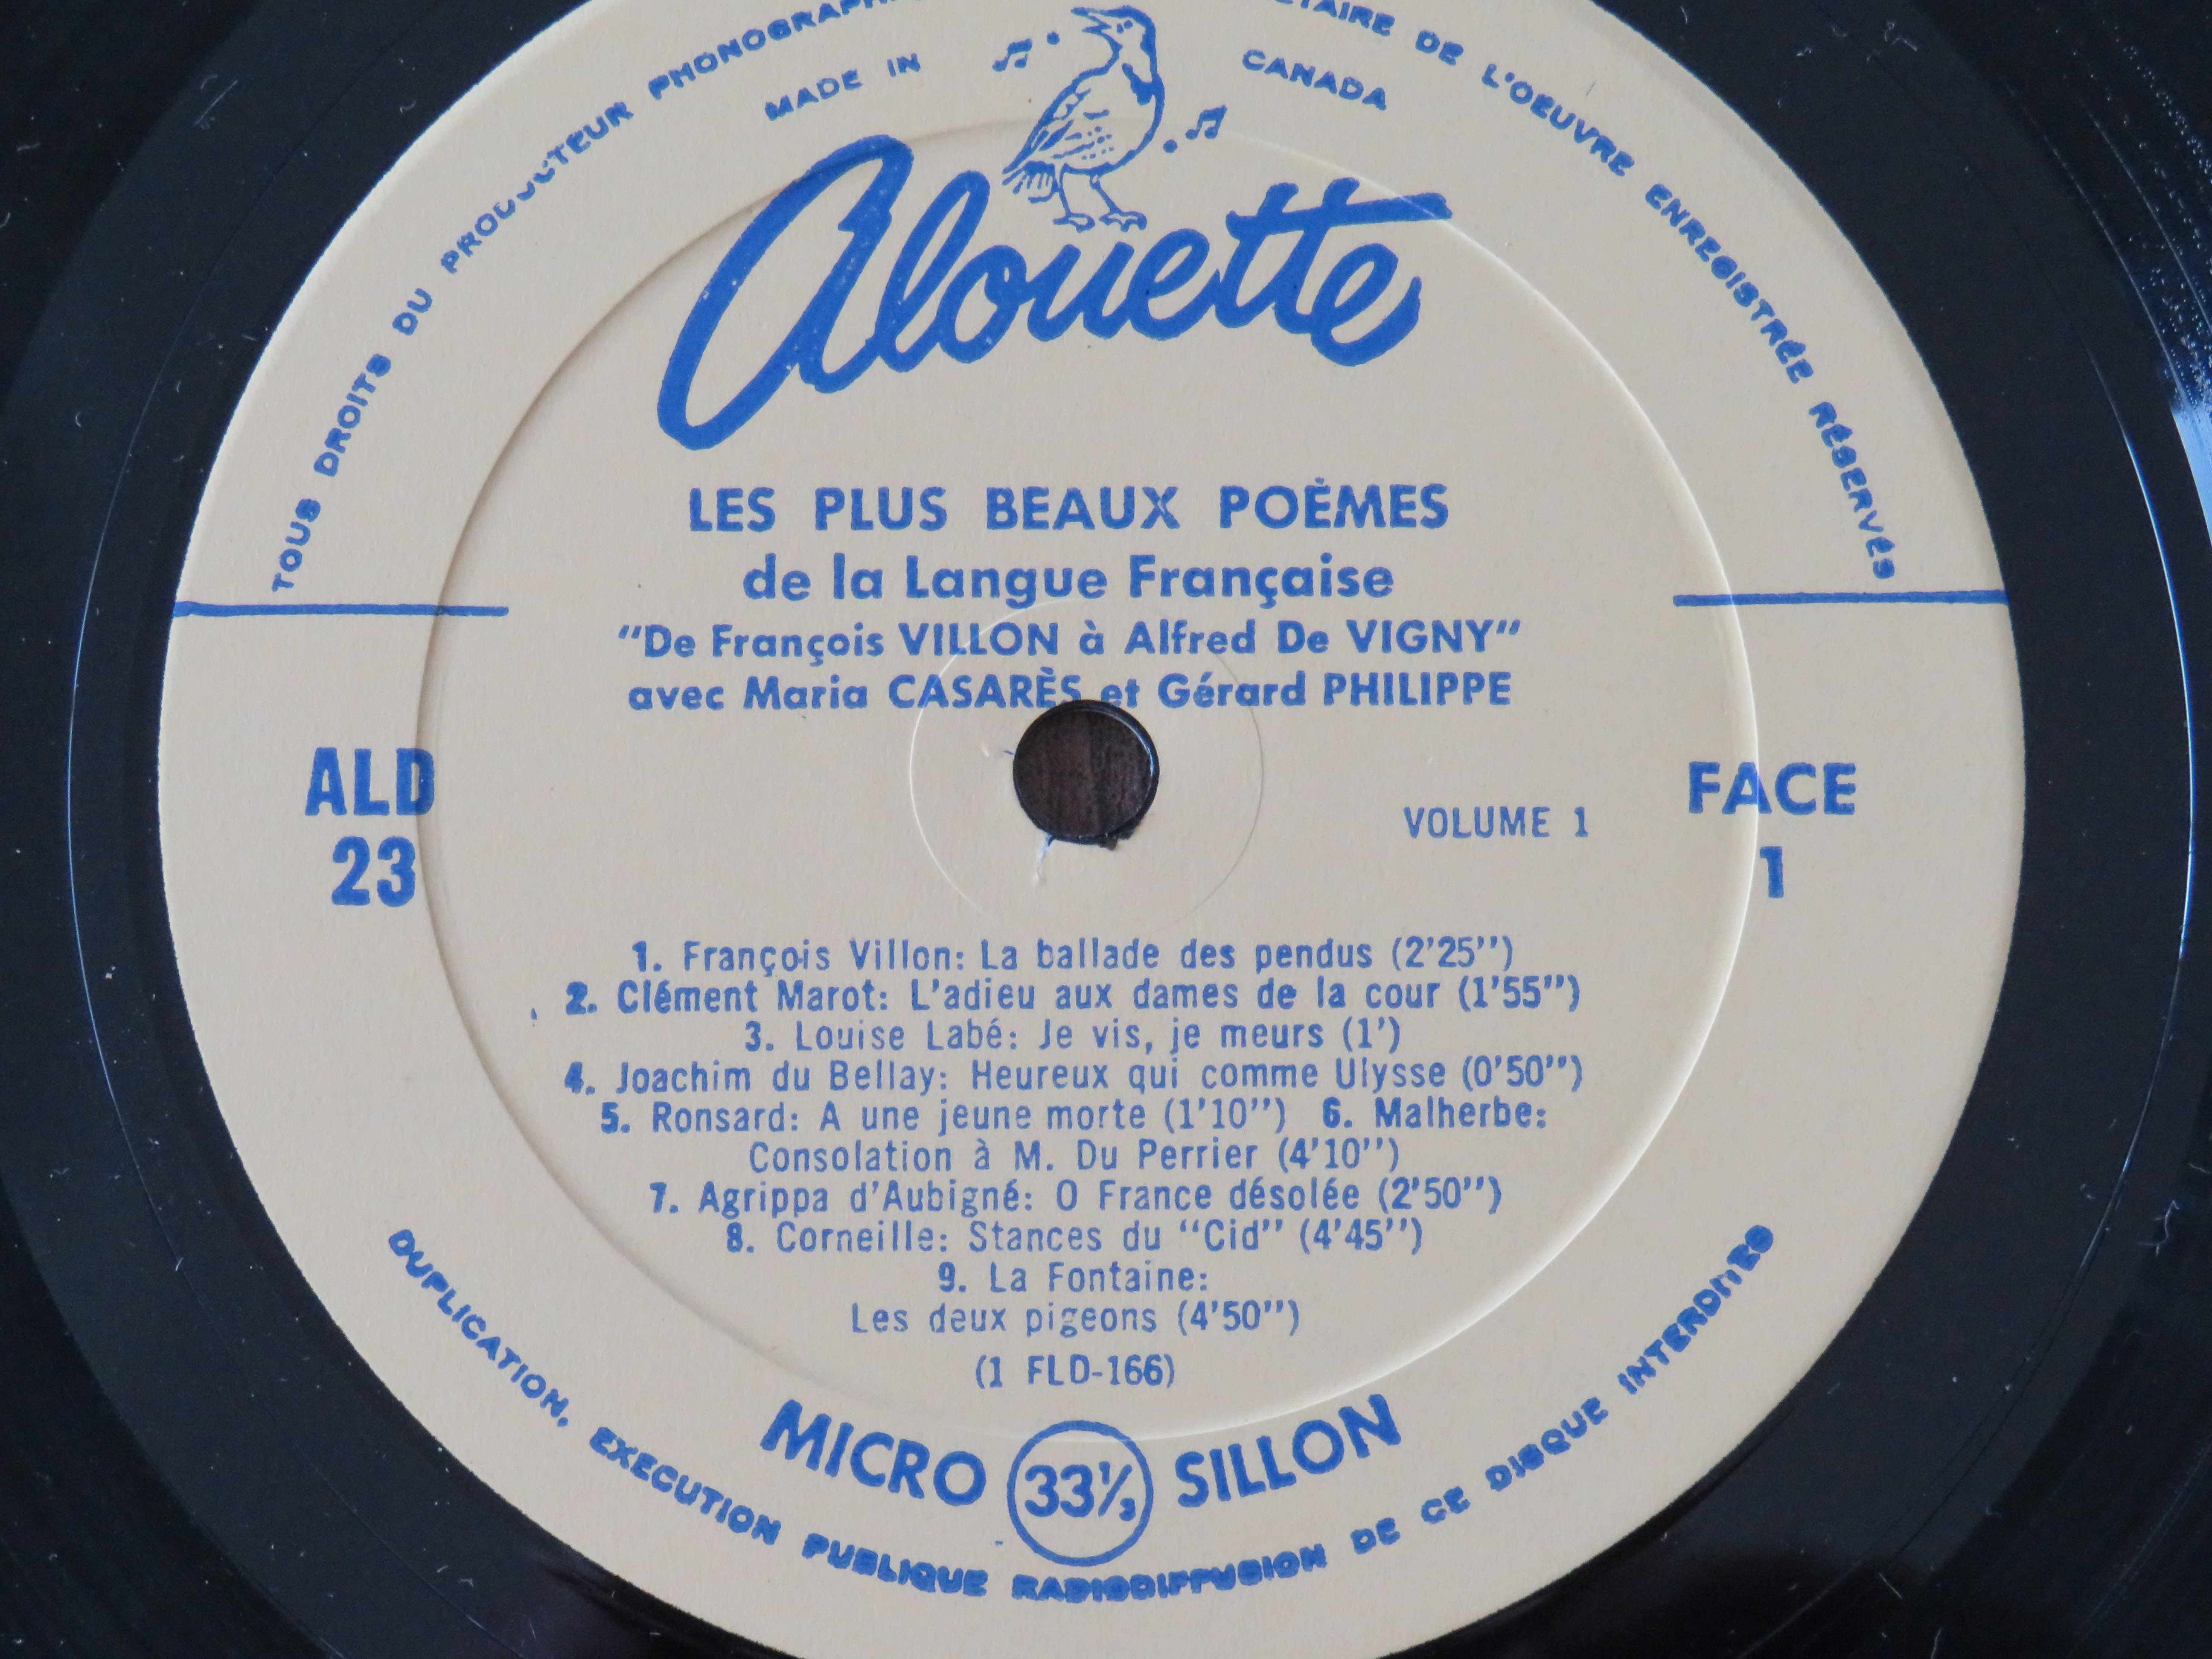 TOUS DROITS DU PRODUCTEUR
DE L'OEUVRE ENREGISTRÉE RÉSERVÉS
MADE IN CANADA
Alouette
LES PLUS BEAUX POÈMES
de la Langue Française
"De François VILLON à Alfred De VIGNY"
avec Maria CASARÈS et Gérard PHILIPPE
ALD
23
VOLUME 1
FACE
1
1. François Villon: La ballade des pendus (2'25'')
2. Clément Marot: L'adieu aux dames de la cour (1'55'')
3. Louise Labé: Je vis, je meurs (1')
4. Joachim du Bellay: Heureux qui comme Ulysse (0'50'')
5. Ronsard: A une jeune morte (1'10'') 6. Malherbe:
Consolation à M. Du Perrier (4'10'')
7. Agrippa d'Aubigné: O France désolée (2'50'')
8. Corneille: Stances du "Cid" (4'45'')
9. La Fontaine:
Les deux pigeons (4'50'')
(1 FLD-166)
MICRO 33⅓ SILLON
DUPLICATION, EXECUTION PUBLIQUE RADIODIFFUSION DE CE DISQUE INTERDITES